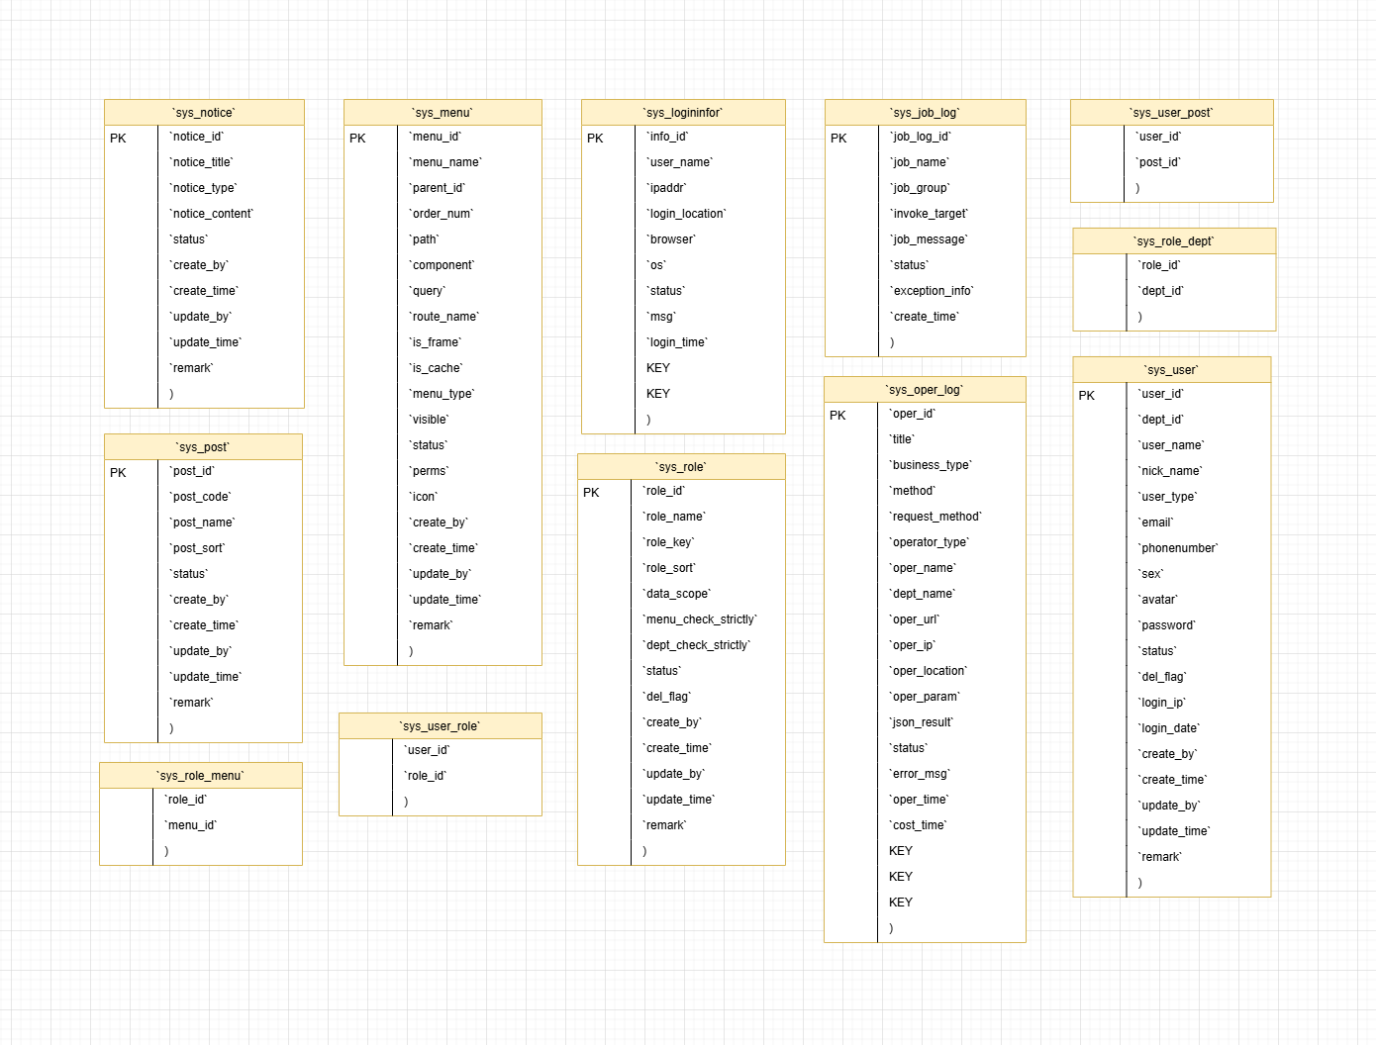 `sys_notice`
PK
`notice_id`
`notice_title`
`notice_type`
`notice_content`
`status`
`create_by`
`create_time`
`update_by`
`update_time`
`remark`
)
`sys_post`
PK
`post_id`
`post_code`
`post_name`
`post_sort`
`status`
`create_by`
`create_time`
`update_by`
`update_time`
`remark`
)
`sys_role_menu`
`role_id`
`menu_id`
)
`sys_menu`
PK
`menu_id`
`menu_name`
`parent_id`
`order_num`
`path`
`component`
`query`
`route_name`
`is_frame`
`is_cache`
`menu_type`
`visible`
`status`
`perms`
`icon`
`create_by`
`create_time`
`update_by`
`update_time`
`remark`
)
`sys_user_role`
`user_id`
`role_id`
)
`sys_logininfor`
PK
`info_id`
`user_name`
`ipaddr`
`login_location`
`browser`
`os`
`status`
`msg`
`login_time`
KEY
KEY
)
`sys_role`
PK
`role_id`
`role_name`
`role_key`
`role_sort`
`data_scope`
`menu_check_strictly`
`dept_check_strictly`
`status`
`del_flag`
`create_by`
`create_time`
`update_by`
`update_time`
`remark`
)
`sys_job_log`
PK
`job_log_id`
`job_name`
`job_group`
`invoke_target`
`job_message`
`status`
`exception_info`
`create_time`
)
`sys_oper_log`
PK
`oper_id`
`title`
`business_type`
`method`
`request_method`
`operator_type`
`oper_name`
`dept_name`
`oper_url`
`oper_ip`
`oper_location`
`oper_param`
`json_result`
`status`
`error_msg`
`oper_time`
`cost_time`
KEY
KEY
KEY
)
`sys_user_post`
`user_id`
`post_id`
)
`sys_role_dept`
`role_id`
`dept_id`
)
`sys_user`
PK
`user_id`
`dept_id`
`user_name`
`nick_name`
`user_type`
`email`
`phonenumber`
`sex`
`avatar`
`password`
`status`
`del_flag`
`login_ip`
`login_date`
`create_by`
`create_time`
`update_by`
`update_time`
`remark`
)